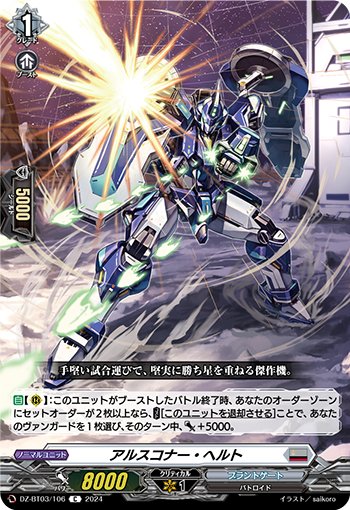 1
グレード
ブースト
5000
シールド
手堅い試合運びで、堅実に勝ち星を重ねる傑作機。
自【R】：このユニットがブーストしたバトル終了時、あなたのオーダーゾーン
にセットオーダーが2枚以上なら、【コスト】[このユニットを退却させる]ことで、あな
たのヴァンガードを1枚選び、そのターン中、+5000。
ノーマルユニット
アルスコナー・ヘルト
パワー
8000
クリティカル
1
ブラントゲート
バトロイド
DZ-BT03/106 C 2024
イラスト／saikoro